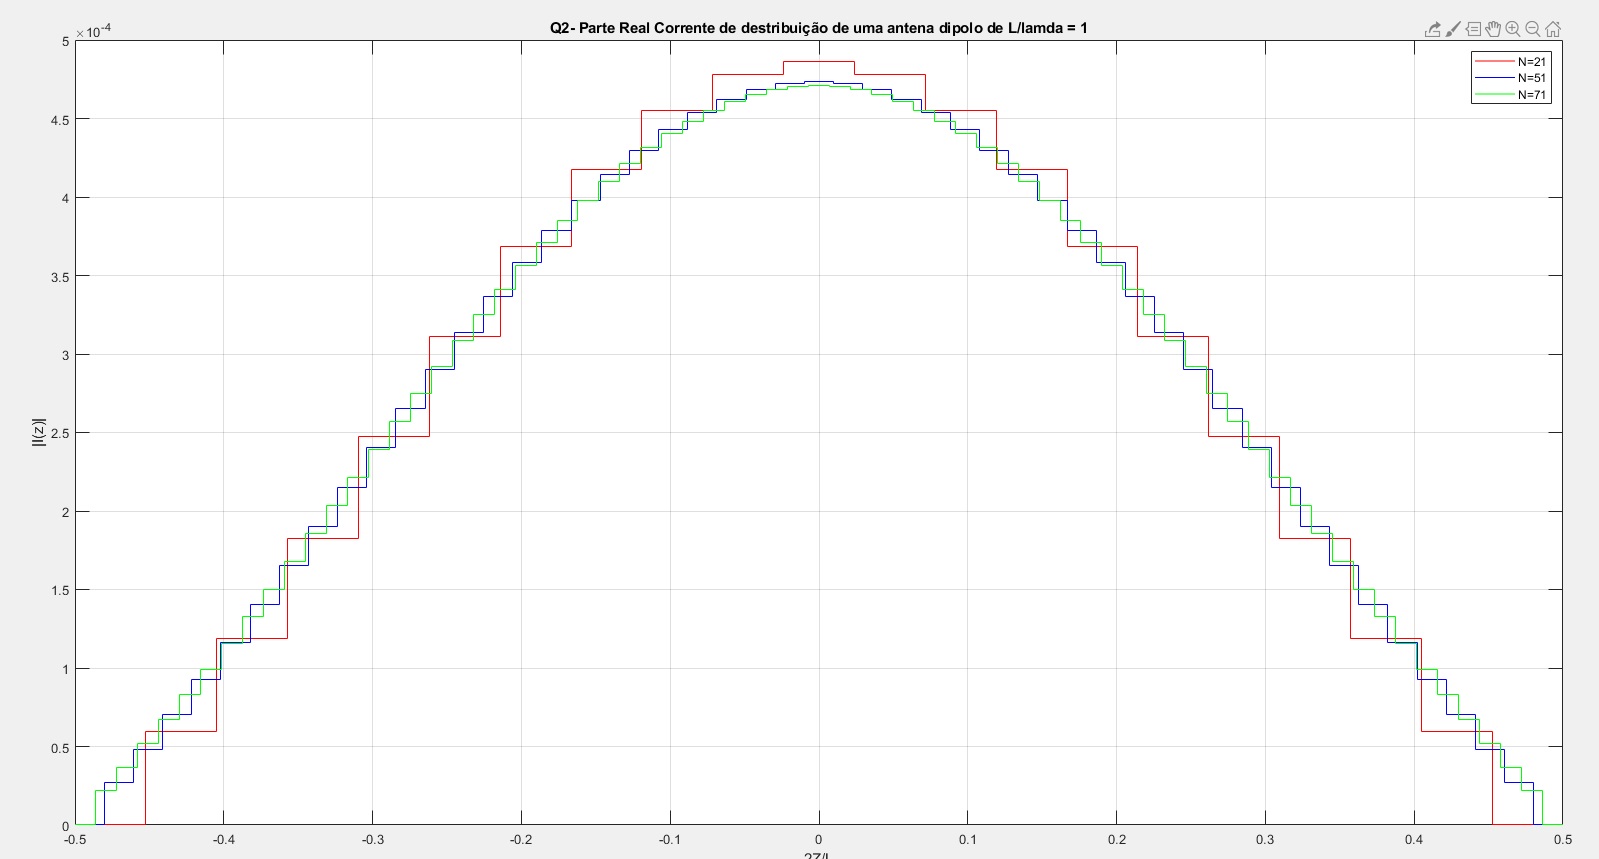 Q2- Parte Real Corrente de destribuição de uma antena dipolo de L/lamda = 1
×10-4
N=21
N=51
N=71
5
4.5
4
3.5
3
2.5
2
1.5
1
0.5
0
|I(z)|
-0.5 -0.4 -0.3 -0.2 -0.1 0 0.1 0.2 0.3 0.4 0.5